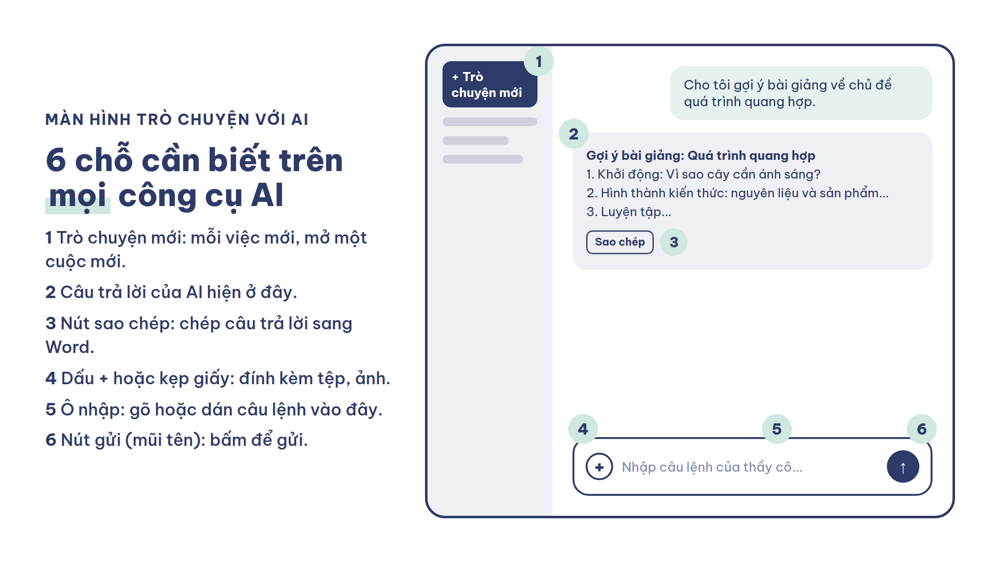 MÀN HÌNH TRÒ CHUYỆN VỚI AI
6 chỗ cần biết trên
mọi công cụ AI
1 Trò chuyện mới: mỗi việc mới, mở một
cuộc mới.
2 Câu trả lời của AI hiện ở đây.
3 Nút sao chép: chép câu trả lời sang
Word.
4 Dấu + hoặc kẹp giấy: đính kèm tệp, ảnh.
5 Ô nhập: gõ hoặc dán câu lệnh vào đây.
6 Nút gửi (mũi tên): bấm để gửi.
1
+ Trò
chuyện mới
Cho tôi gợi ý bài giảng về chủ đề
quá trình quang hợp.
2
Gợi ý bài giảng: Quá trình quang hợp
1. Khởi động: Vì sao cây cần ánh sáng?
2. Hình thành kiến thức: nguyên liệu và sản phẩm...
3. Luyện tập...
Sao chép 3
4 5 6
+ Nhập câu lệnh của thầy cô... ↑